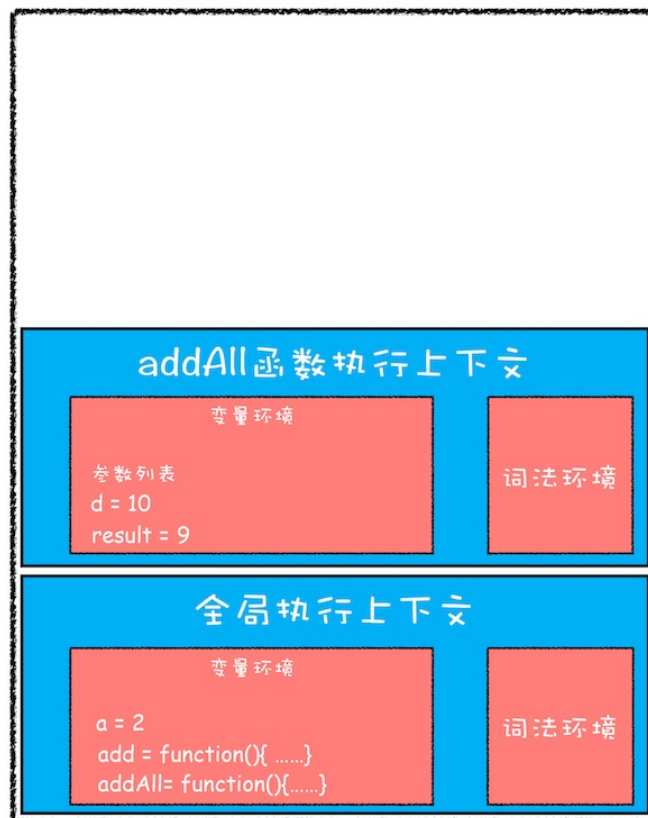 addAll函数执行上下文
变量环境
参数列表
d = 10
result = 9
词法环境
全局执行上下文
变量环境
a = 2
add = function(){ ......}
addAll= function(){......}
词法环境